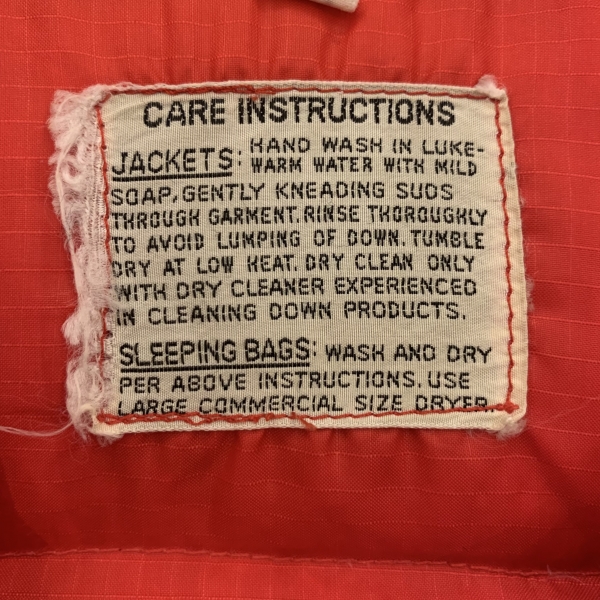 CARE INSTRUCTIONS
JACKETS: HAND WASH IN LUKE-
WARM WATER WITH MILD
SOAP, GENTLY KNEADING SUDS
THROUGH GARMENT. RINSE THOROUGHLY
TO AVOID LUMPING OF DOWN. TUMBLE
DRY AT LOW HEAT. DRY CLEAN ONLY
WITH DRY CLEANER EXPERIENCED
IN CLEANING DOWN PRODUCTS.
SLEEPING BAGS: WASH AND DRY
PER ABOVE INSTRUCTIONS. USE
LARGE COMMERCIAL SIZE DRYER.